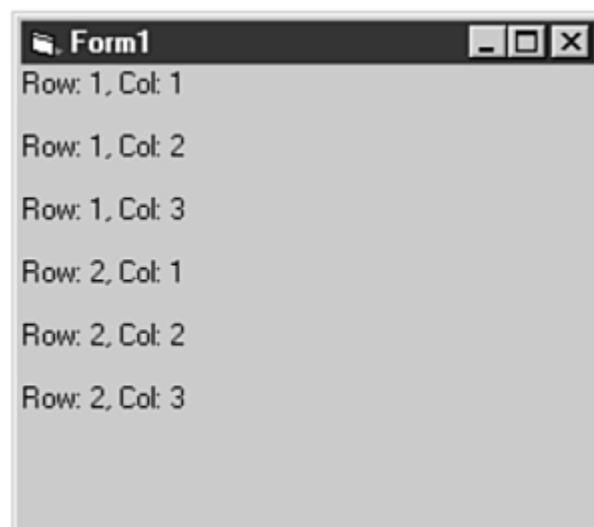 Form1
Row: 1, Col: 1
Row: 1, Col: 2
Row: 1, Col: 3
Row: 2, Col: 1
Row: 2, Col: 2
Row: 2, Col: 3